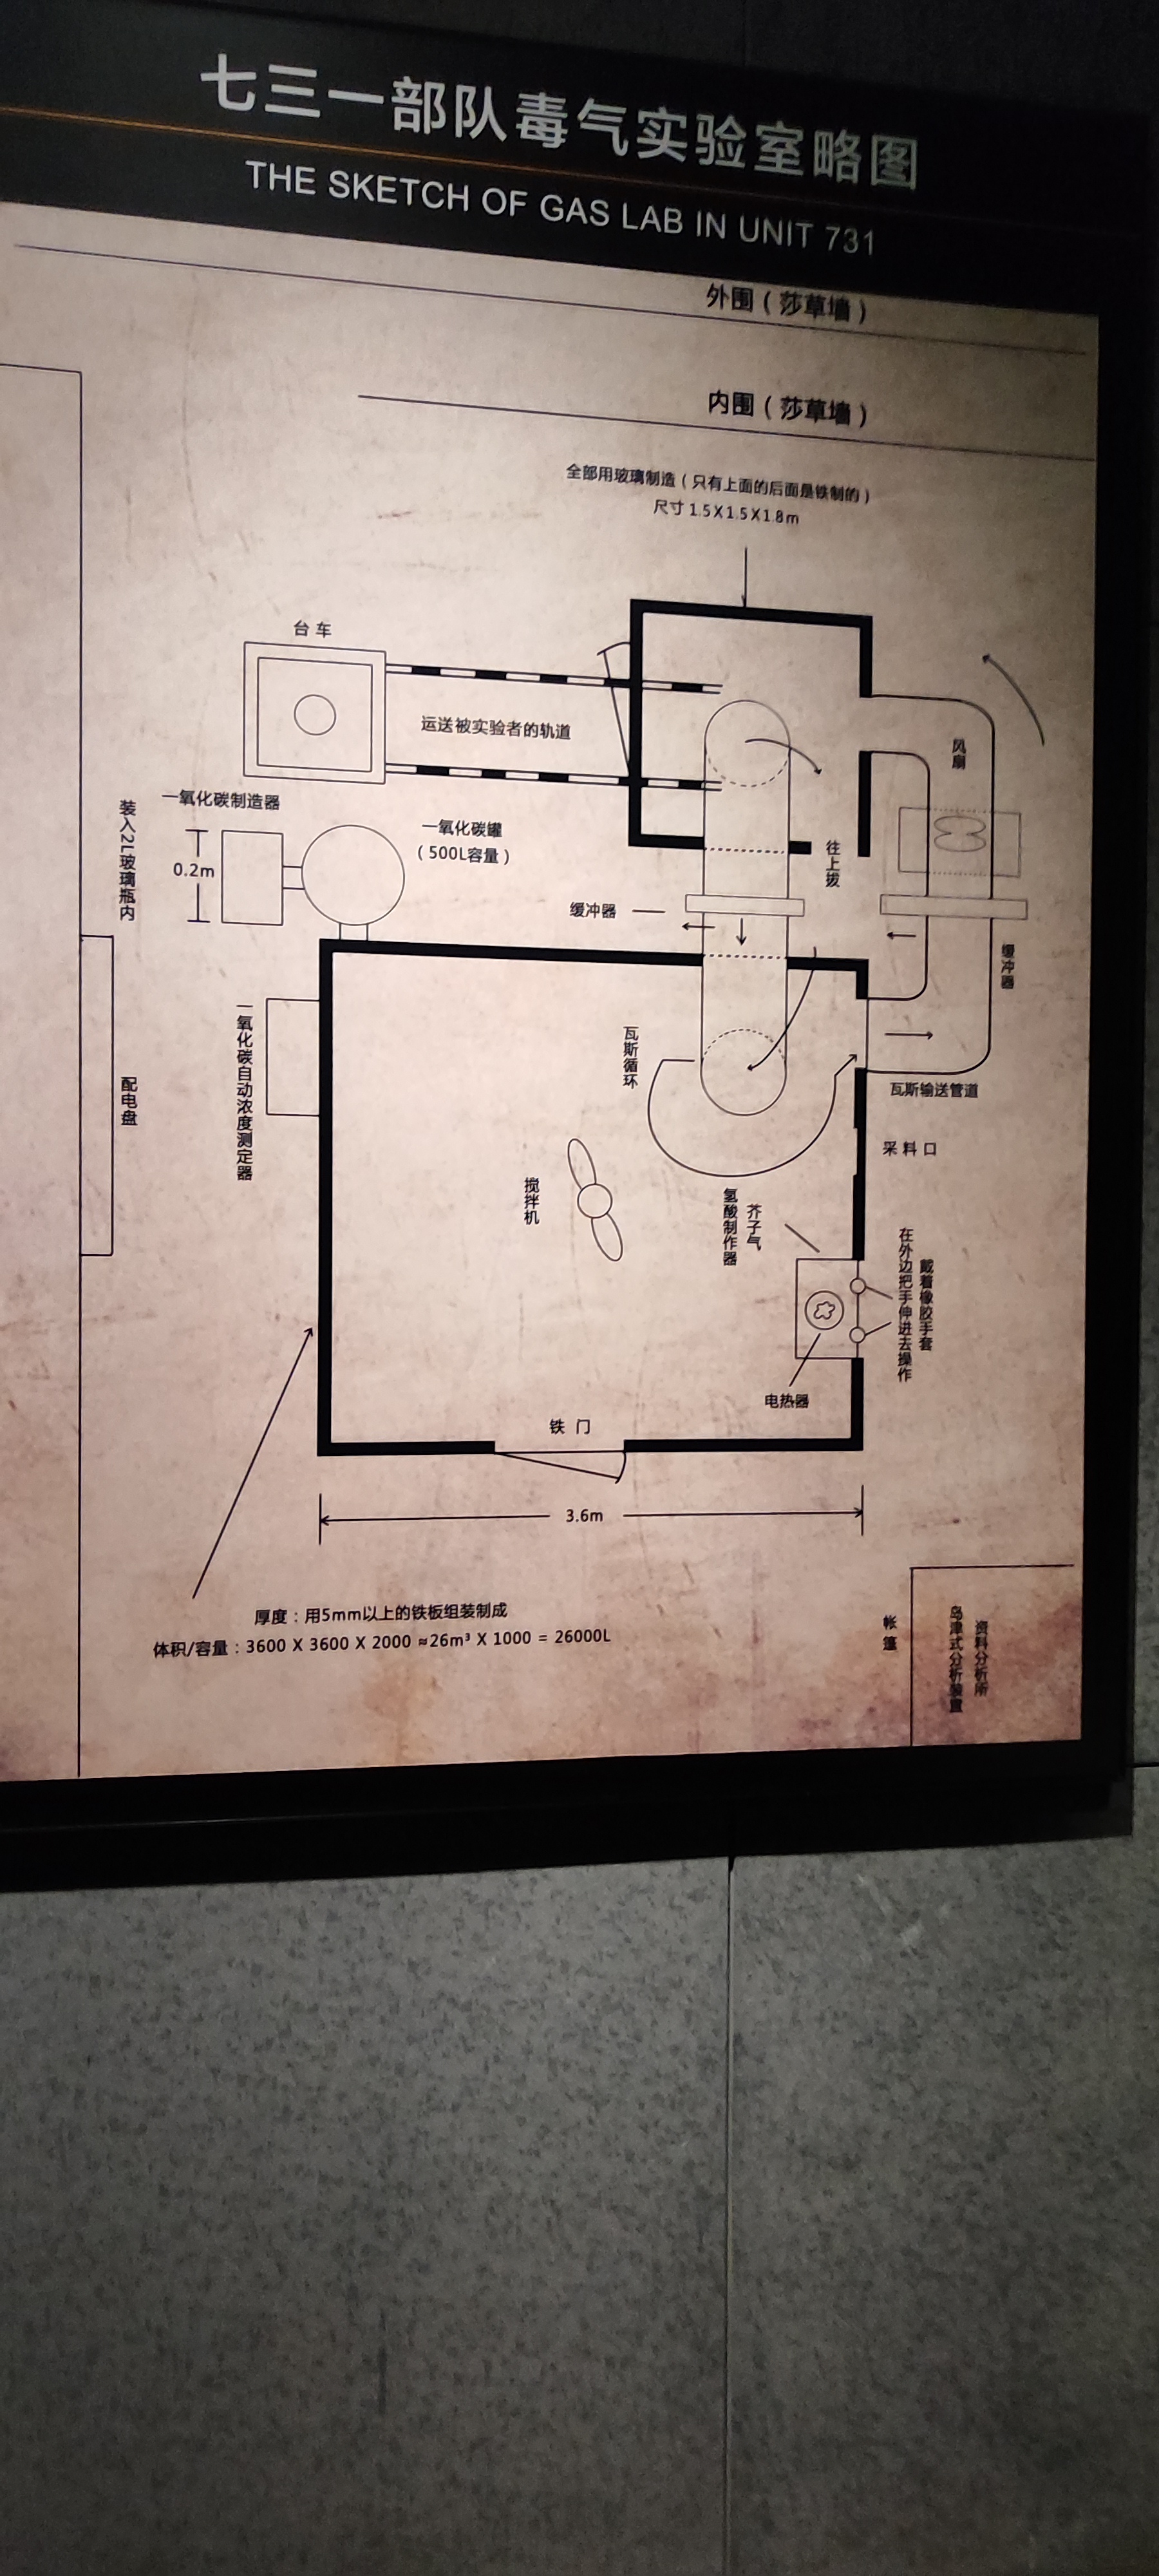 七三一部队毒气实验室略图
THE SKETCH OF GAS LAB IN UNIT 731
外围（莎草墙）
内围（莎草墙）
全部用玻璃制造（只有上面的后面是铁制的）
尺寸 1.5X1.5X1.8m
台车
运送被实验者的轨道
风扇
一氧化碳制造器
0.2m
一氧化碳罐
（500L容量）
装入2L玻璃瓶内
往上拔
缓冲器
缓冲器
一氧化碳自动浓度测定器
瓦斯循环
配电盘
瓦斯输送管道
采料口
搅拌机
芥子气
氢酸制作器
戴着橡胶手套
在外边把手伸进去操作
电热器
铁门
3.6m
厚度：用5mm以上的铁板组装制成
体积/容量：3600 X 3600 X 2000 ≈26m³ X 1000 = 26000L
帐篷
资料分析所
岛津式分析装置